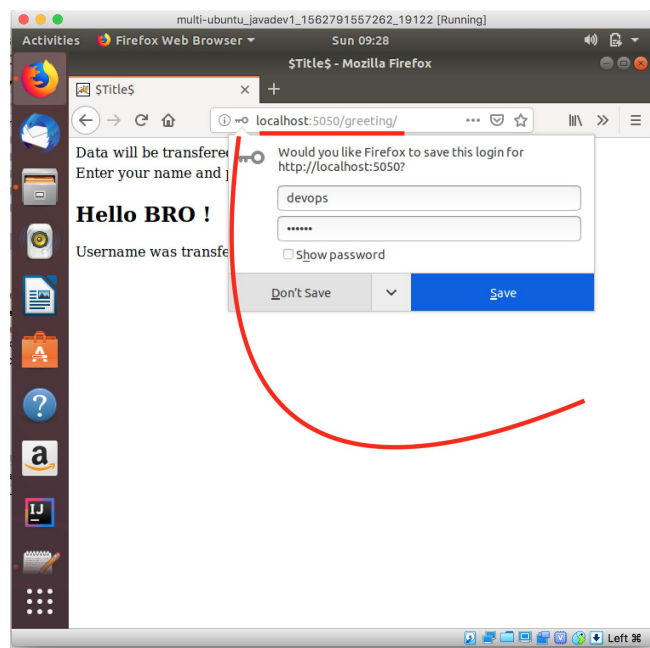 multi-ubuntu_javadev1_1562791557262_19122 [Running]
Activities Firefox Web Browser Sun 09:28
$Title$ - Mozilla Firefox
$Title$
localhost:5050/greeting/
Data will be transfere
Enter your name and
Would you like Firefox to save this login for
http://localhost:5050?
devops
Hello BRO !
Username was transfe
Show password
Don't Save Save
a
IJ
Left ⌘